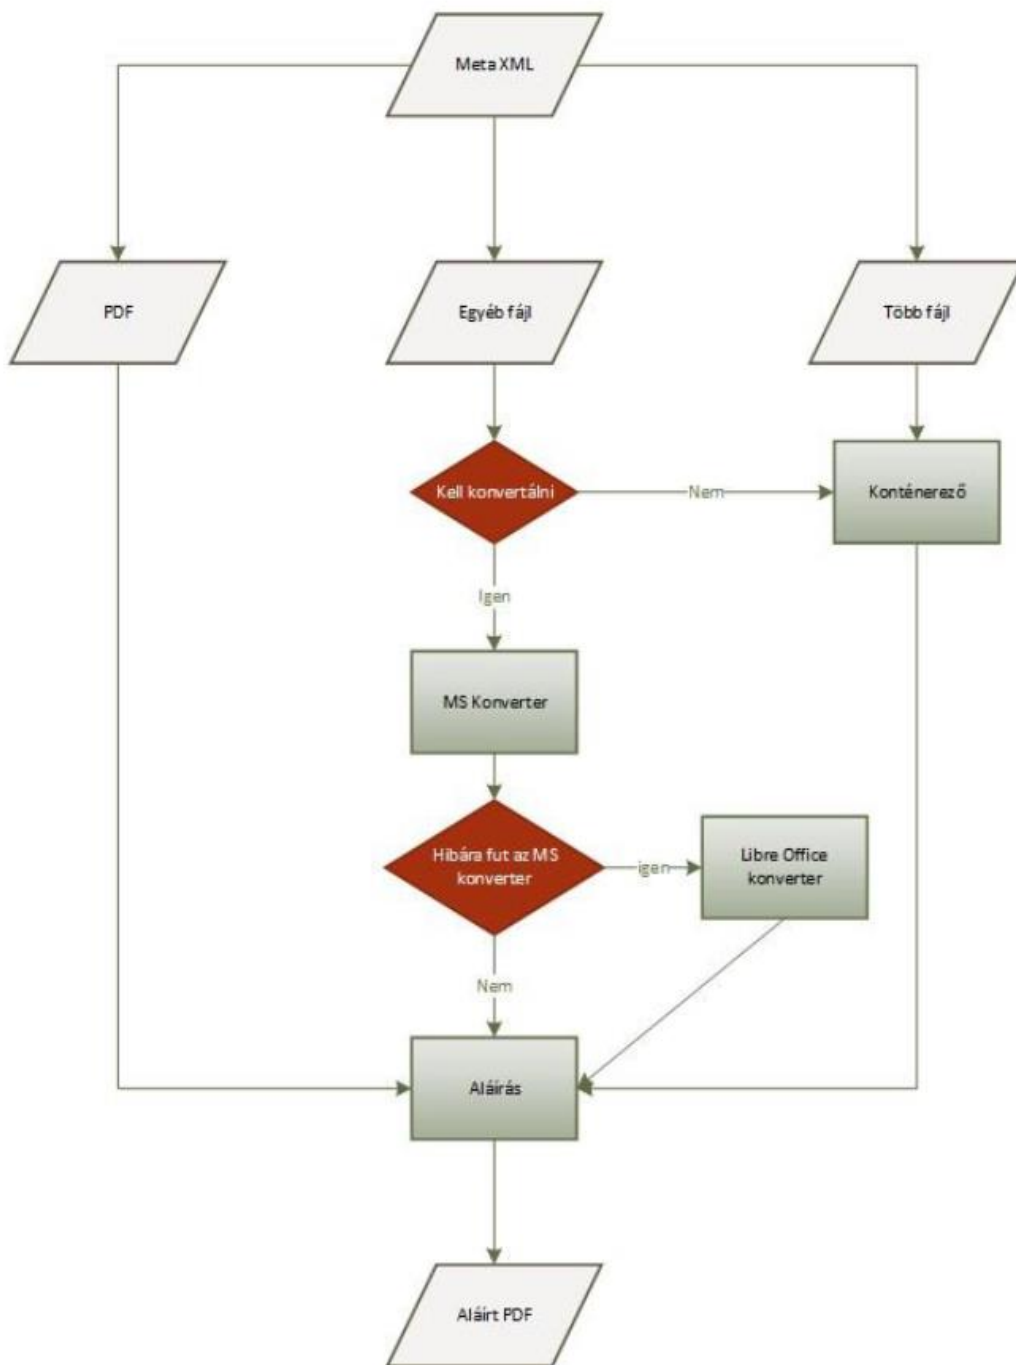 Meta XML
PDF
Egyéb fájl
Több fájl
Kell konvertálni
Nem
Konténerező
Igen
MS Konverter
Hibára fut az MS
konverter
igen
Libre Office
konverter
Nem
Aláírás
Aláírt PDF